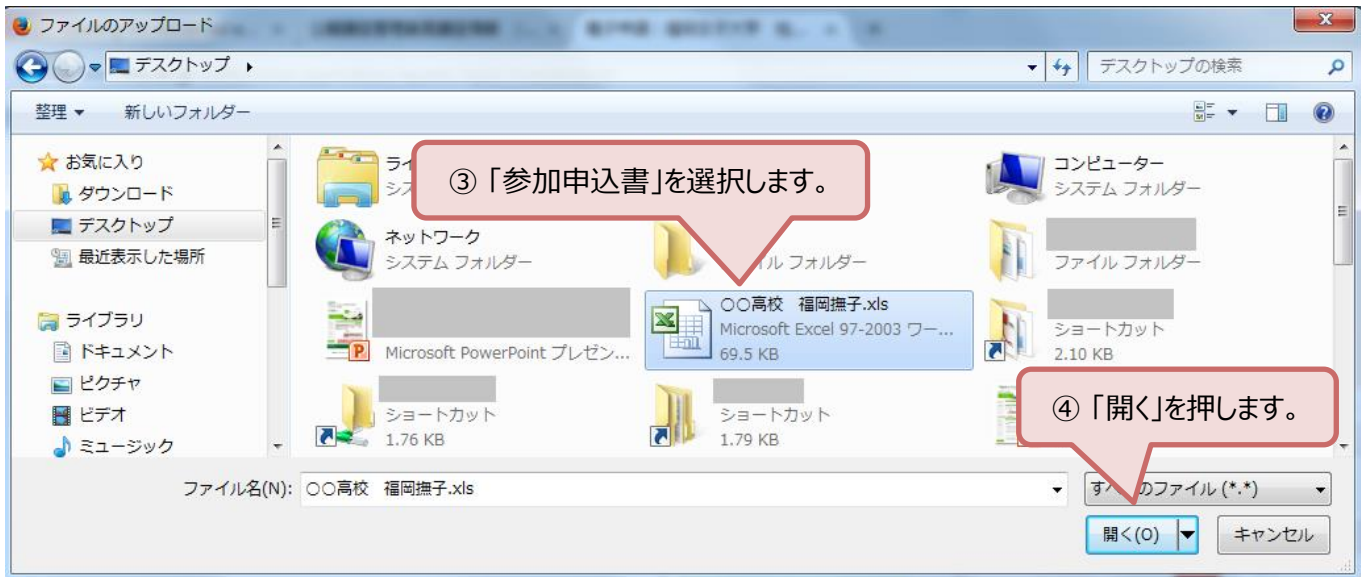 ファイルのアップロード
デスクトップ
デスクトップの検索
整理
新しいフォルダー
お気に入り
ダウンロード
デスクトップ
最近表示した場所
ライブラリ
ドキュメント
ピクチャ
ビデオ
ミュージック
③「参加申込書」を選択します。
コンピューター
システム フォルダー
ネットワーク
システム フォルダー
フォルダー
ファイル フォルダー
Microsoft PowerPoint プレゼン...
〇〇高校 福岡撫子.xls
Microsoft Excel 97-2003 ワー...
69.5 KB
ショートカット
2.10 KB
ショートカット
1.76 KB
ショートカット
1.79 KB
④「開く」を押します。
ファイル名(N):
〇〇高校 福岡撫子.xls
のファイル (*.*)
開く(O)
キャンセル